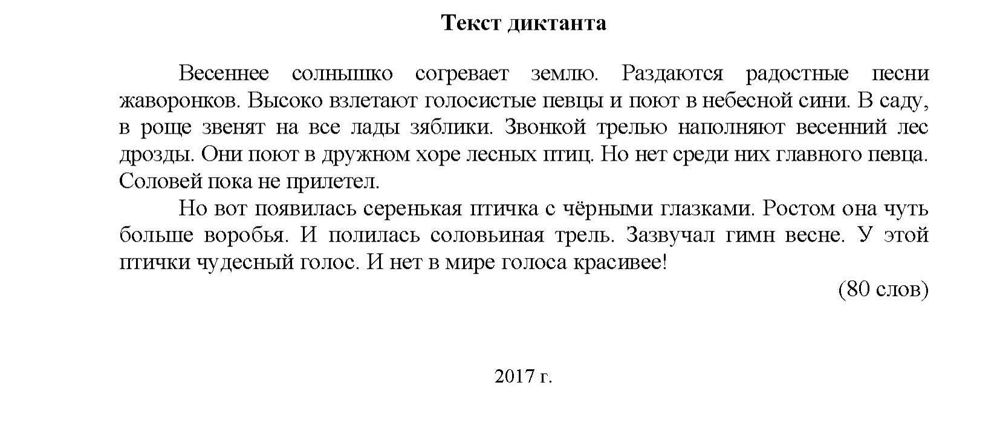 Текст диктанта
Весеннее солнышко согревает землю. Раздаются радостные песни
жаворонков. Высоко взлетают голосистые певцы и поют в небесной сини. В саду,
в роще звенят на все лады зяблики. Звонкой трелью наполняют весенний лес
дрозды. Они поют в дружном хоре лесных птиц. Но нет среди них главного певца.
Соловей пока не прилетел.
Но вот появилась серенькая птичка с чёрными глазками. Ростом она чуть
больше воробья. И полилась соловьиная трель. Зазвучал гимн весне. У этой
птички чудесный голос. И нет в мире голоса красивее!
(80 слов)
2017 г.